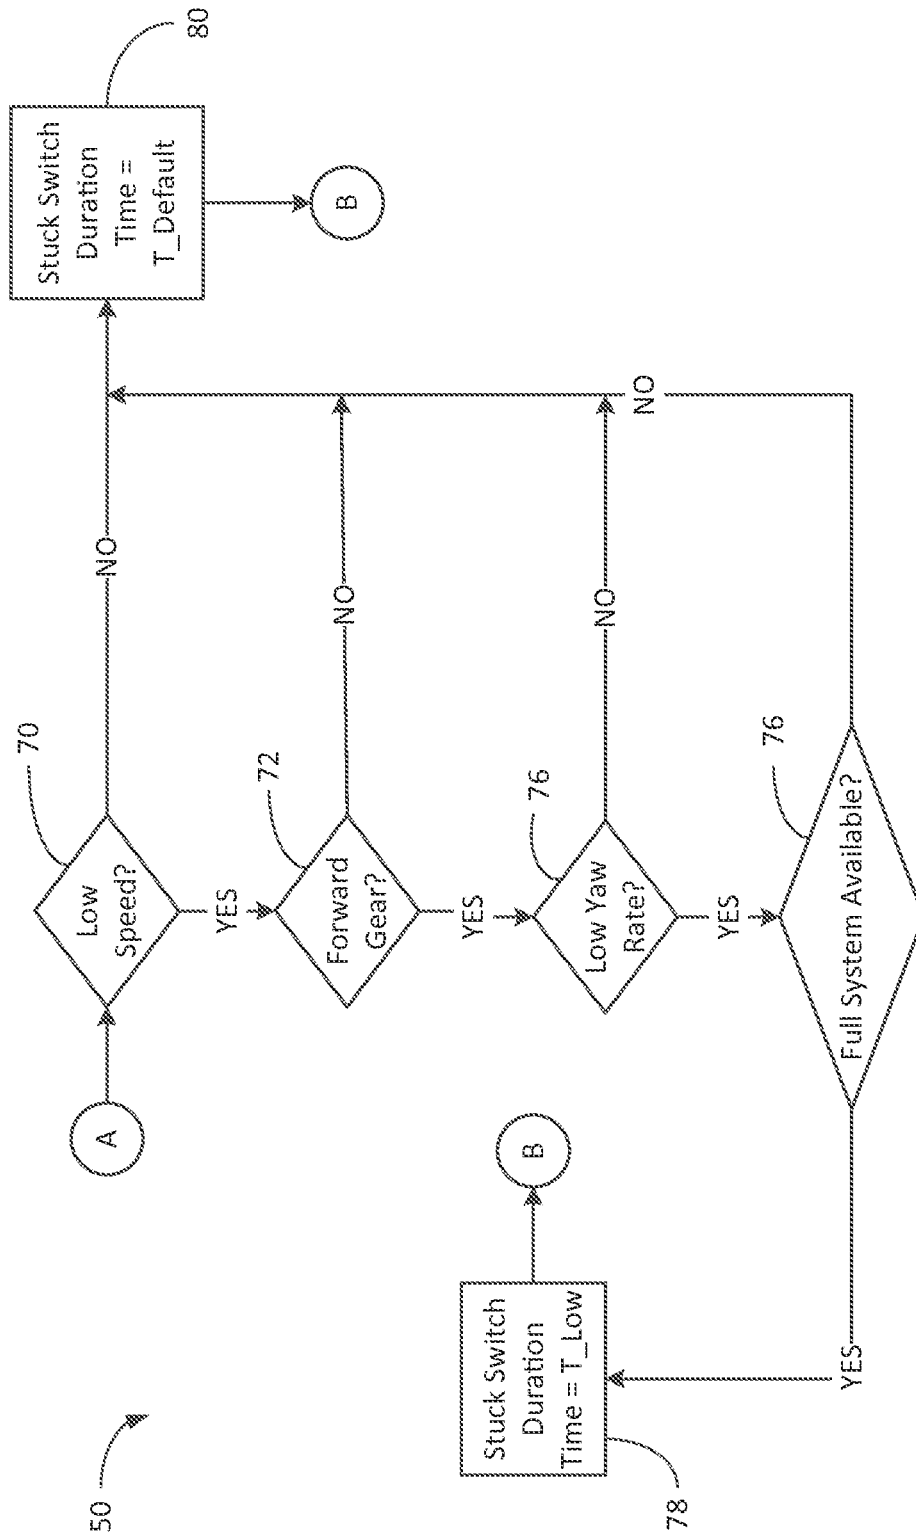 50
A
Low
Speed?
70
NO
Stuck Switch
Duration
Time =
T_Default
80
B
YES
Forward
Gear?
72
NO
YES
Low Yaw
Rate?
76
NO
YES
Full System Available?
76
NO
YES
Stuck Switch
Duration
Time = T_Low
78
B